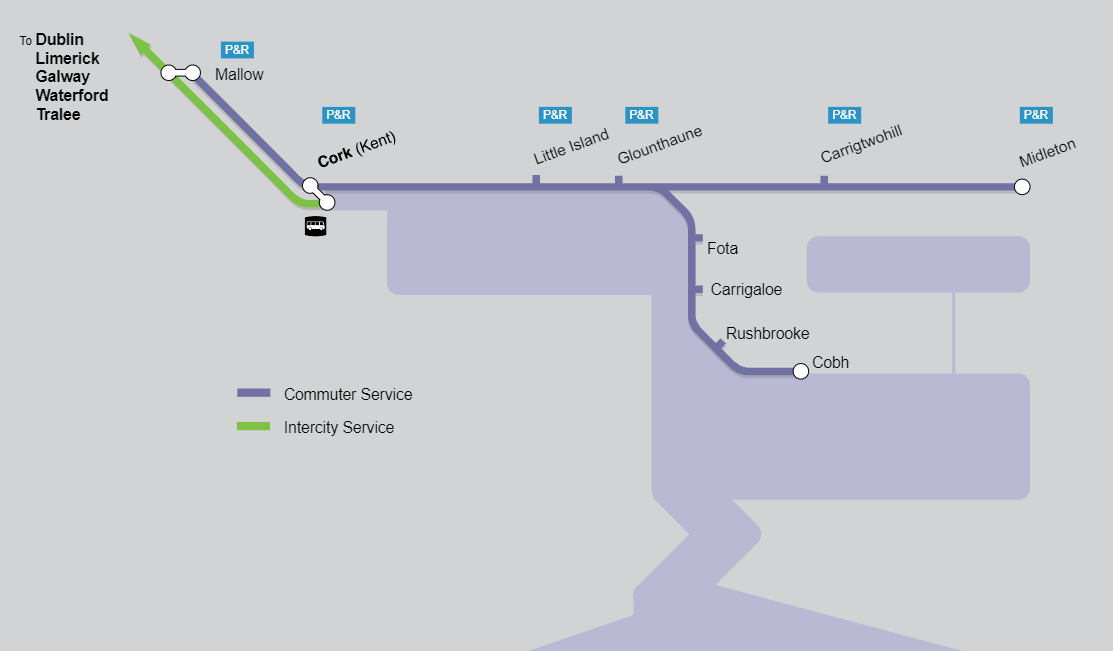 To Dublin
Limerick
Galway
Waterford
Tralee
P&R
Mallow
P&R
Cork (Kent)
P&R
Little Island
P&R
Glounthaune
P&R
Carrigtwohill
P&R
Midleton
Fota
Carrigaloe
Rushbrooke
Cobh
Commuter Service
Intercity Service